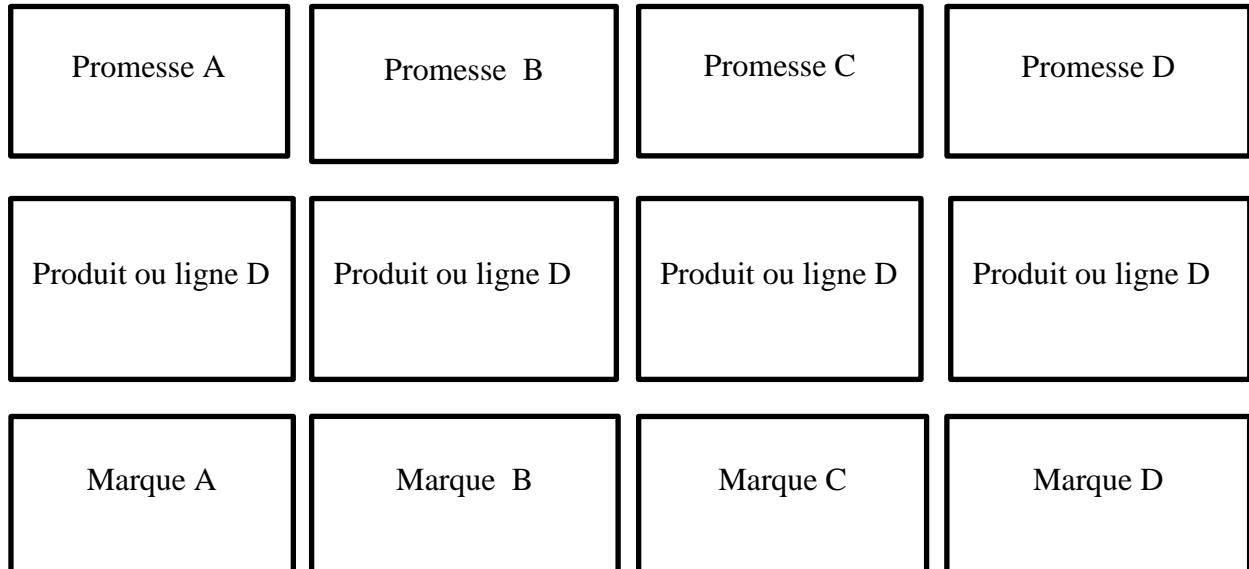 Promesse A
Promesse B
Promesse C
Promesse D
Produit ou ligne D
Produit ou ligne D
Produit ou ligne D
Produit ou ligne D
Marque A
Marque B
Marque C
Marque D